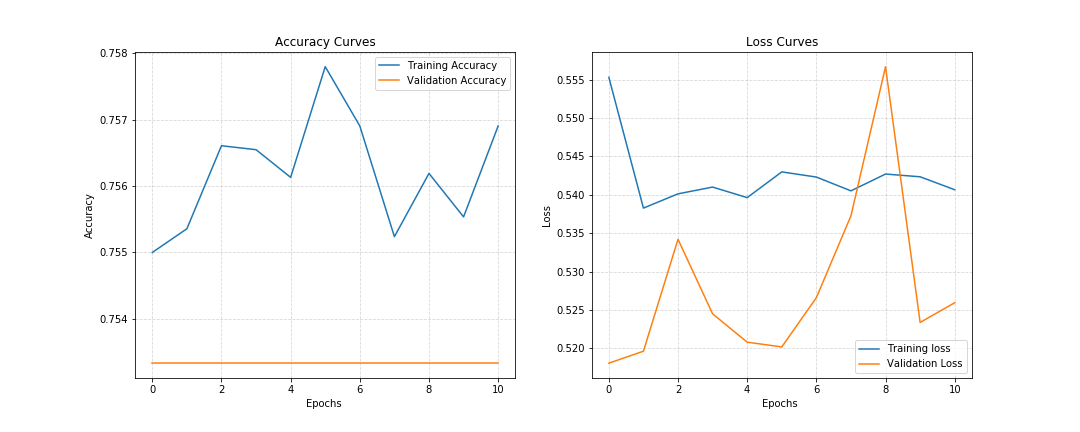 Accuracy Curves
0.758
0.757
0.756
0.755
0.754
Accuracy
0 2 4 6 8 10
Epochs
Training Accuracy
Validation Accuracy
Loss Curves
0.555
0.550
0.545
0.540
0.535
0.530
0.525
0.520
Loss
0 2 4 6 8 10
Epochs
Training loss
Validation Loss